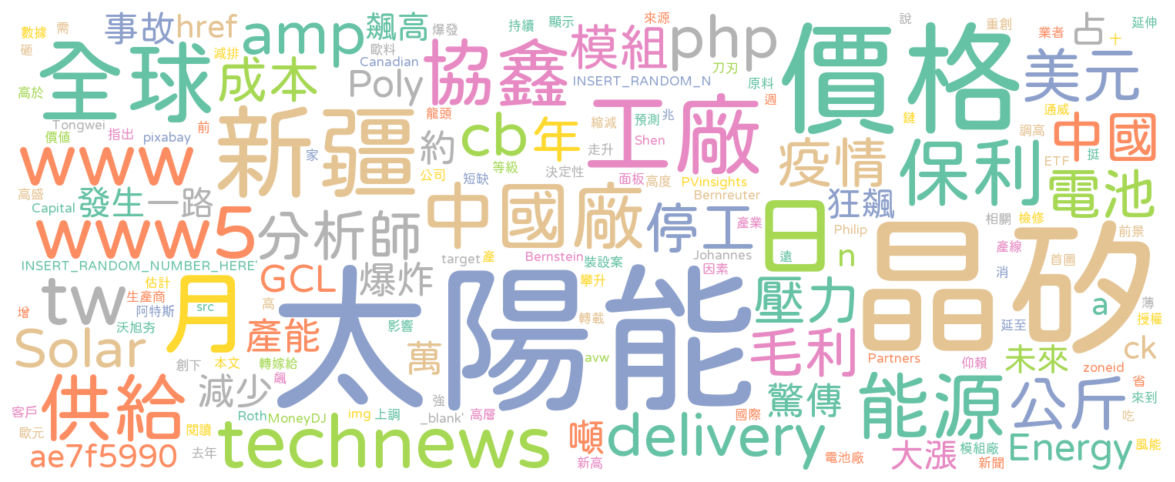 數據 需 事故 href 飆高 爆發 持續 顯示 來源 說 重創 業者 十 延伸
砸 全球 減排 amp 歐料 模組 php 刀刃 價格 占 美元
高於 成本 Canadian Poly 協鑫 INSERT_RANDOM_N 原料 週 通威
Tongwei 價值 指出 pixabay 前 龍頭 縮減 預測 兆 鍵 調高 中國
www 新疆 家 約 cb 年 走升 Shen 工廠 疫情 保利 ETF 挺
高盛 等級 決定性 公司 短缺 面板 高度 PVinsights Bernreuter 電池
Capital 發生 一路 中國廠 停工 產業 日 狂飆 Philip 相關 檢修 前景
www5 分析師 target 產 Bernstein 裝設案 Johannes 因素 遠 n 產線 首圖
INSERT_RANDOM_NUMBER_HERE' GCL 爆炸 攀升 壓力 晶矽 消
估計 生產商 src 阿特斯 高 太陽能 轉載 a 薄 授權
增 tw 沃旭夯 月 產能 影響 萬 avw 毛利 延至
Solar 創下 本文 轉嫁給 飆 Partners 仰賴 未來 zoneid ck
供給 減少 強 驚傳 能源 公斤 省 來到
客戶 Roth MoneyDJ img 上調 _blank' 高層 國際 吃
歐元 閱讀 去年 technews 噸 delivery 大漲 模組廠 Energy 風能
ae7f5990 新高 電池廠 新聞